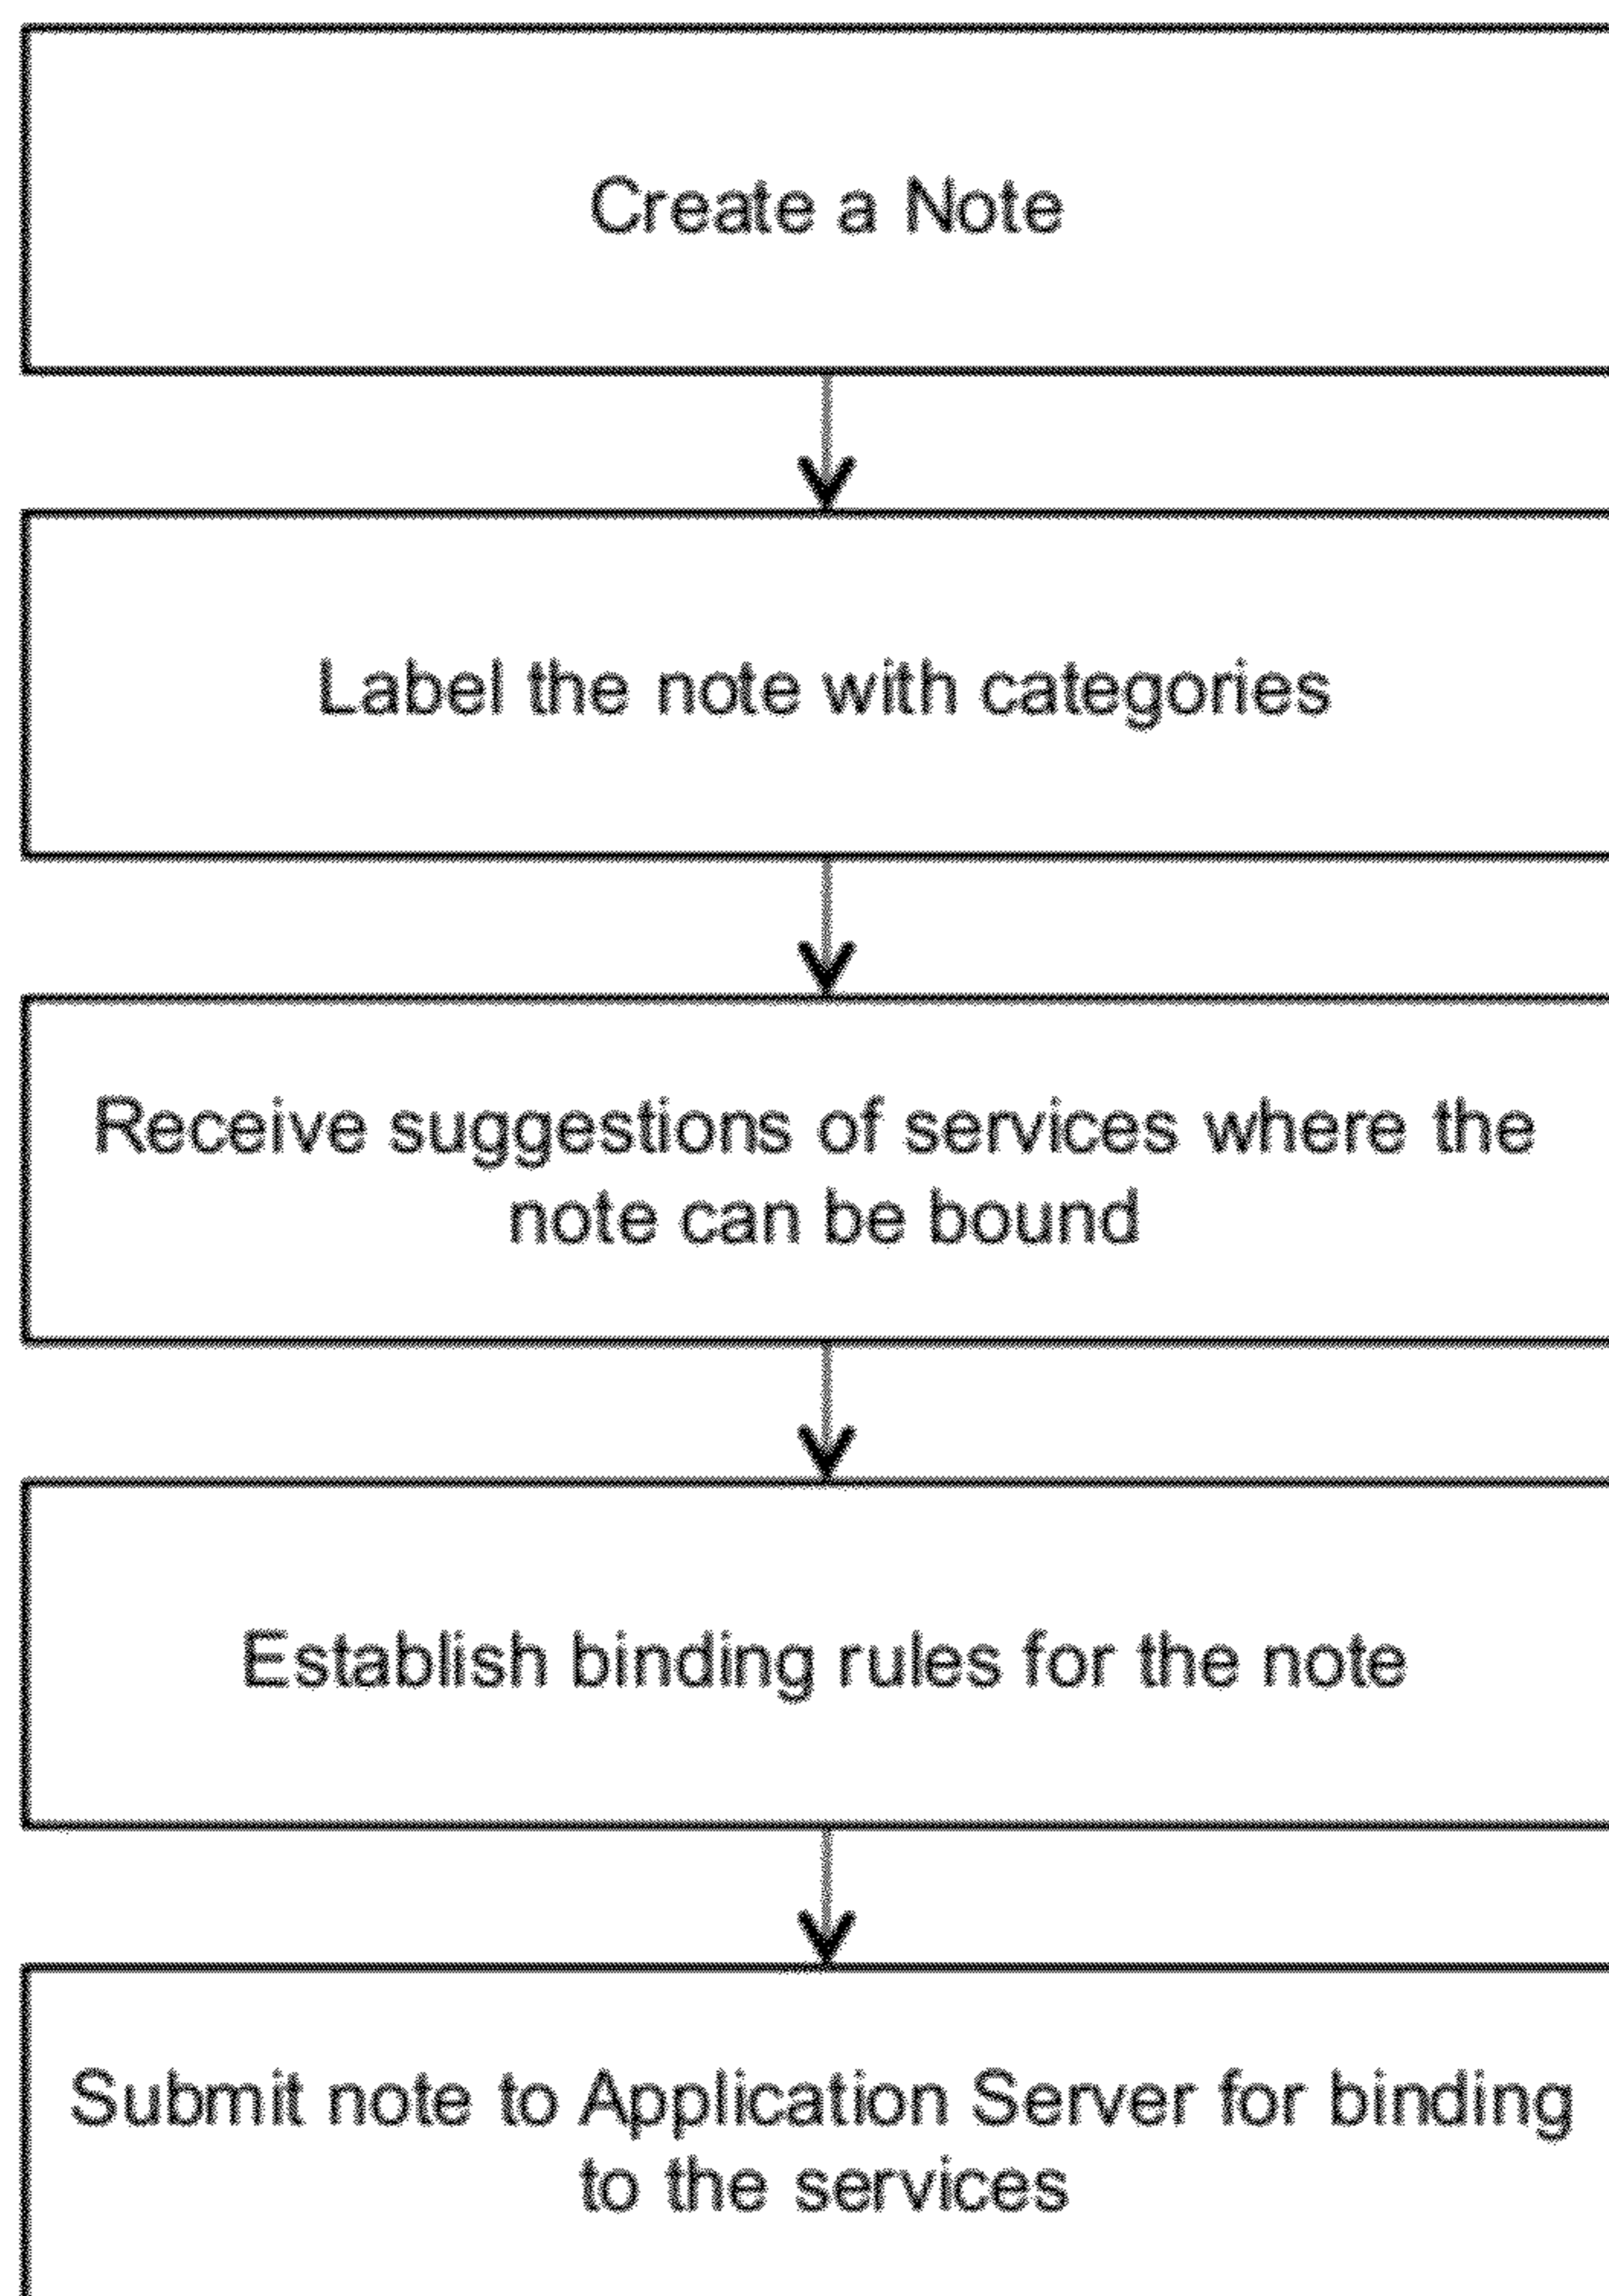 Create a Note
Label the note with categories
Receive suggestions of services where the
note can be bound
Establish binding rules for the note
Submit note to Application Server for binding
to the services